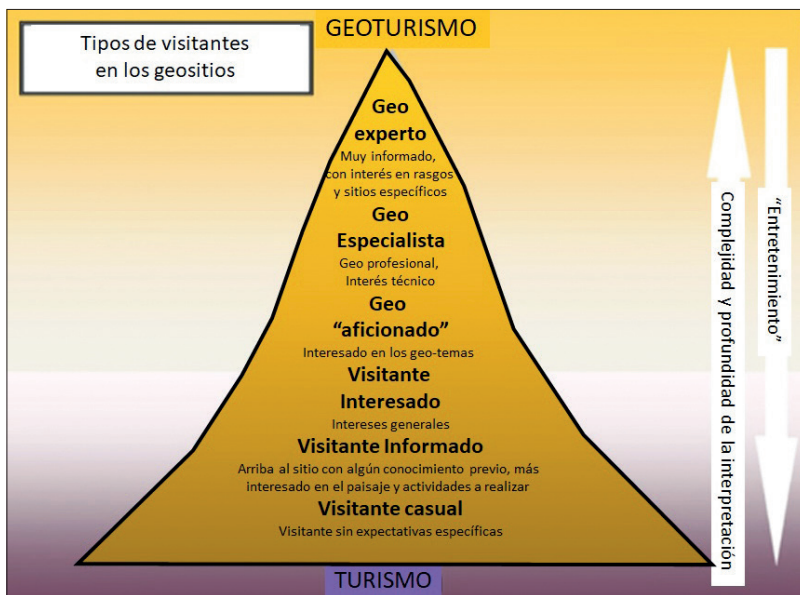 Tipos de visitantes
en los geositios
GEOTURISMO
Geo
experto
Muy informado,
con interés en rasgos
y sitios específicos
Geo
Especialista
Geo profesional,
Interés técnico
Geo
“aficionado”
Interesado en los geo-temas
Visitante
Interesado
Intereses generales
Visitante Informado
Arriba al sitio con algún conocimiento previo, más
interesado en el paisaje y actividades a realizar
Visitante casual
Visitante sin expectativas específicas
TURISMO
Complejidad y profundidad de la interpretación
“Entretenimiento”